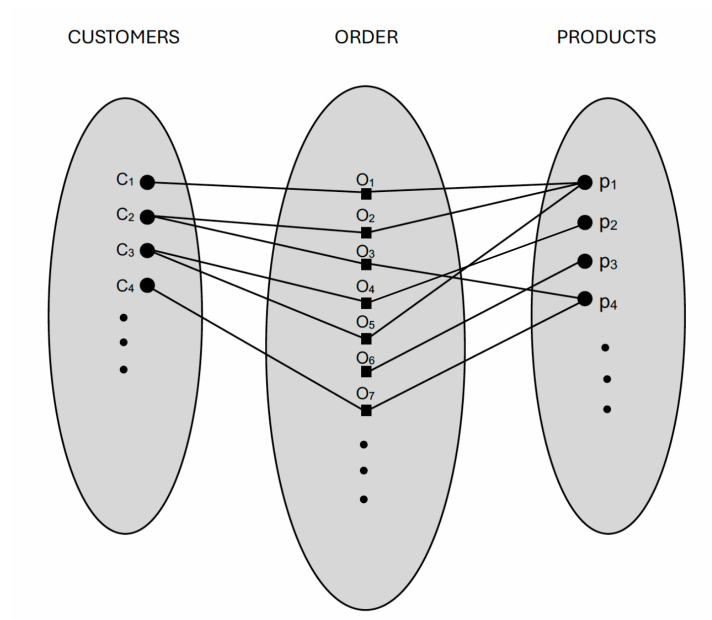 CUSTOMERS ORDER PRODUCTS
C1
C2
C3
C4
O1
O2
O3
O4
O5
O6
O7
p1
p2
p3
p4